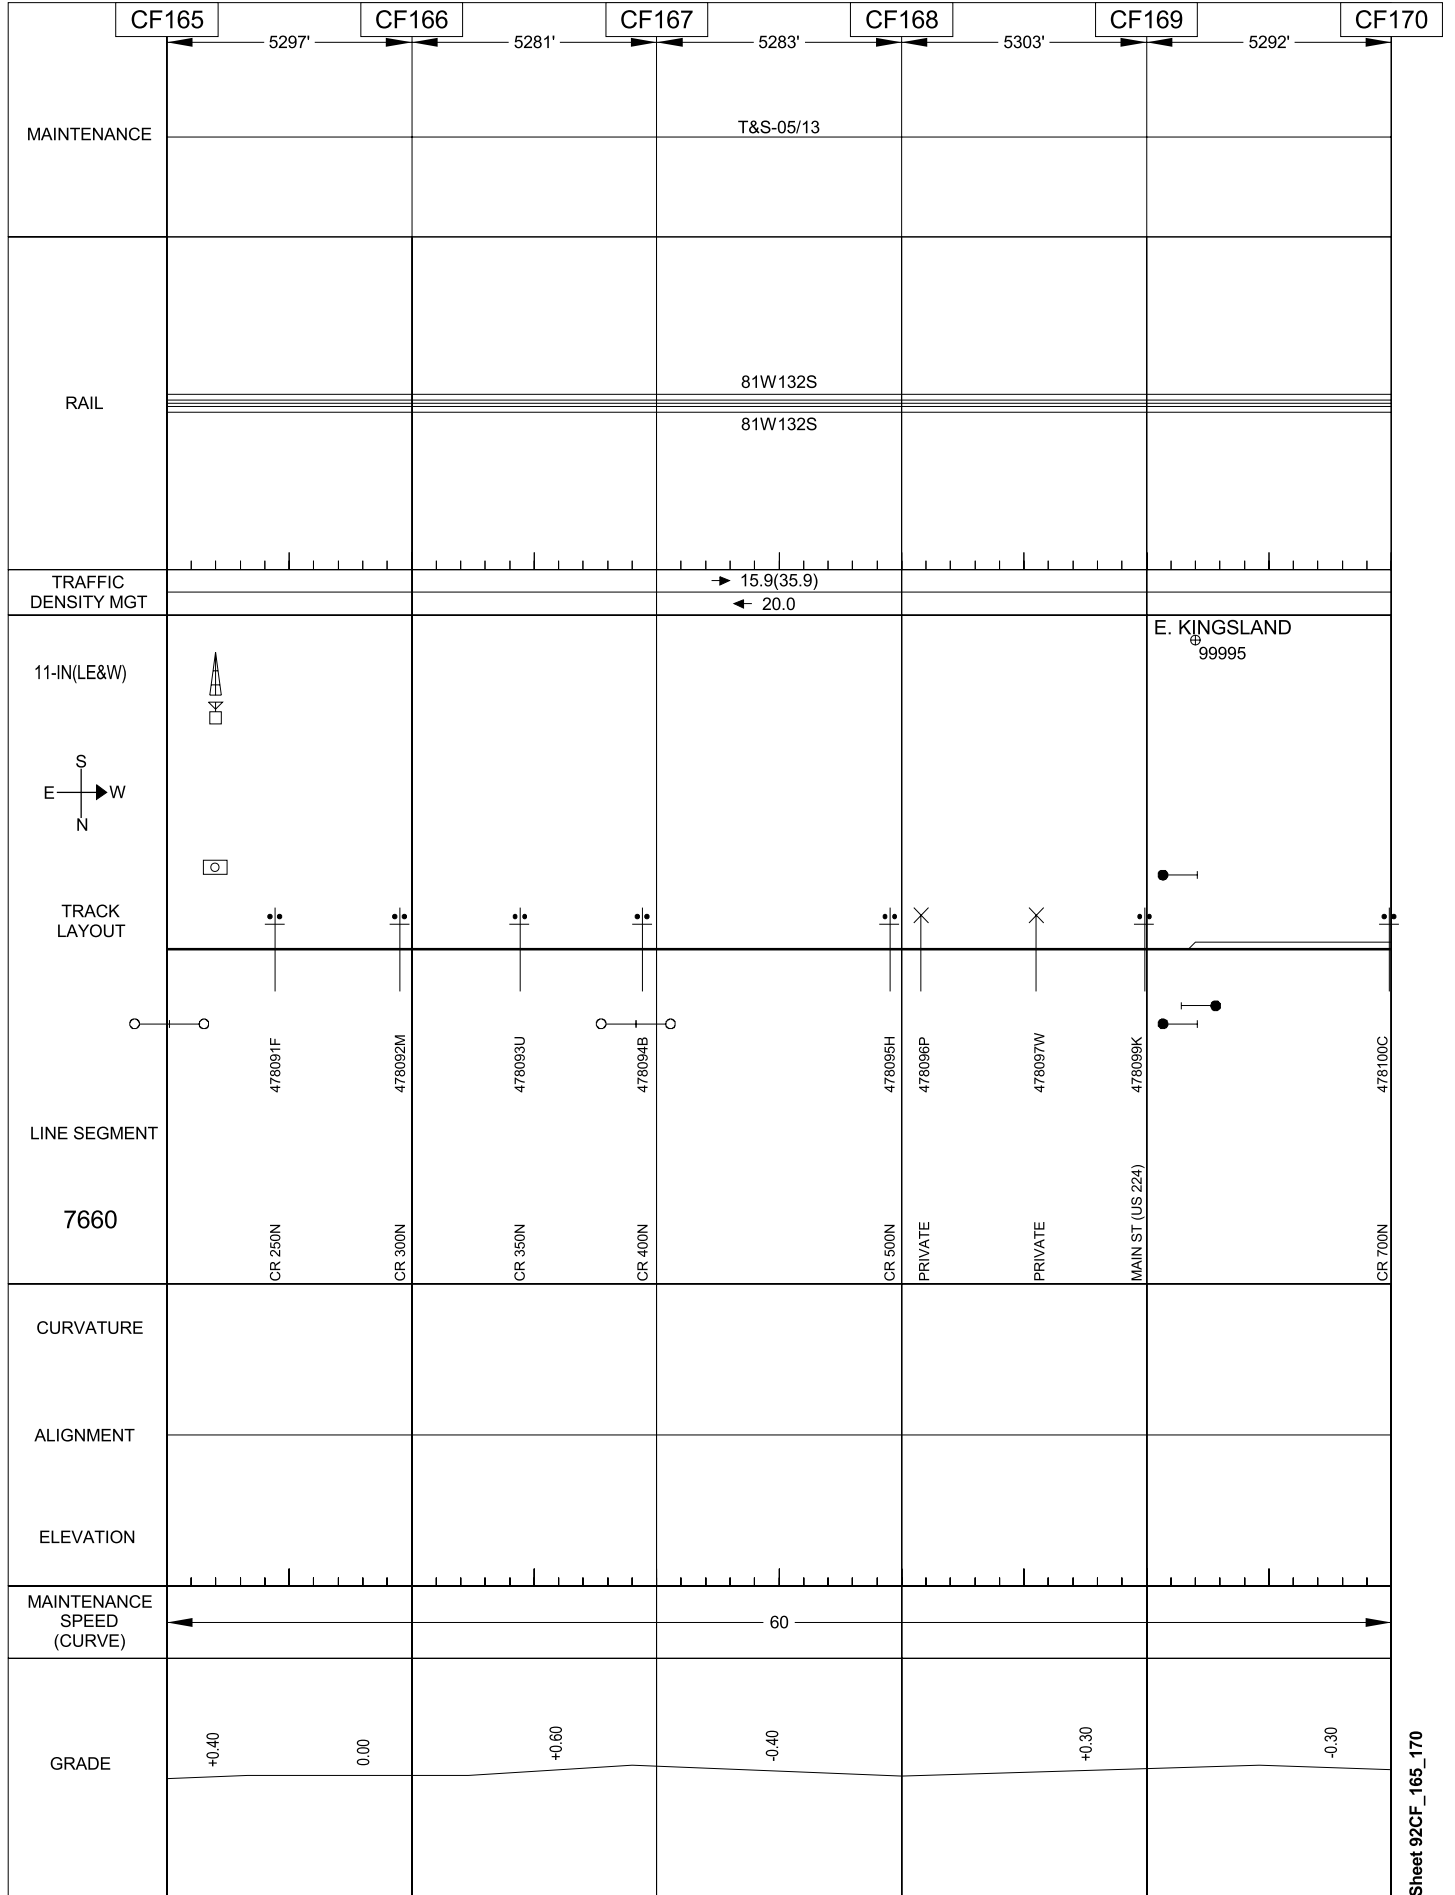 CF165 CF166 CF167 CF168 CF169 CF170
5297' 5281' 5283' 5303' 5292'
MAINTENANCE
T&S-05/13
RAIL
81W132S
81W132S
TRAFFIC
DENSITY MGT
15.9(35.9)
20.0
E. KINGSLAND
99995
11-IN(LE&W)
S
E W
N
TRACK
LAYOUT
478091F
478092M
478093U
478094B
478095H
478096P
478097W
478099K
478100C
LINE SEGMENT
7660
CR 250N
CR 300N
CR 350N
CR 400N
CR 500N
PRIVATE
PRIVATE
MAIN ST (US 224)
CR 700N
CURVATURE
ALIGNMENT
ELEVATION
MAINTENANCE
SPEED
(CURVE)
60
GRADE
+0.40
0.00
+0.60
-0.40
+0.30
-0.30
Sheet 92CF_165_170